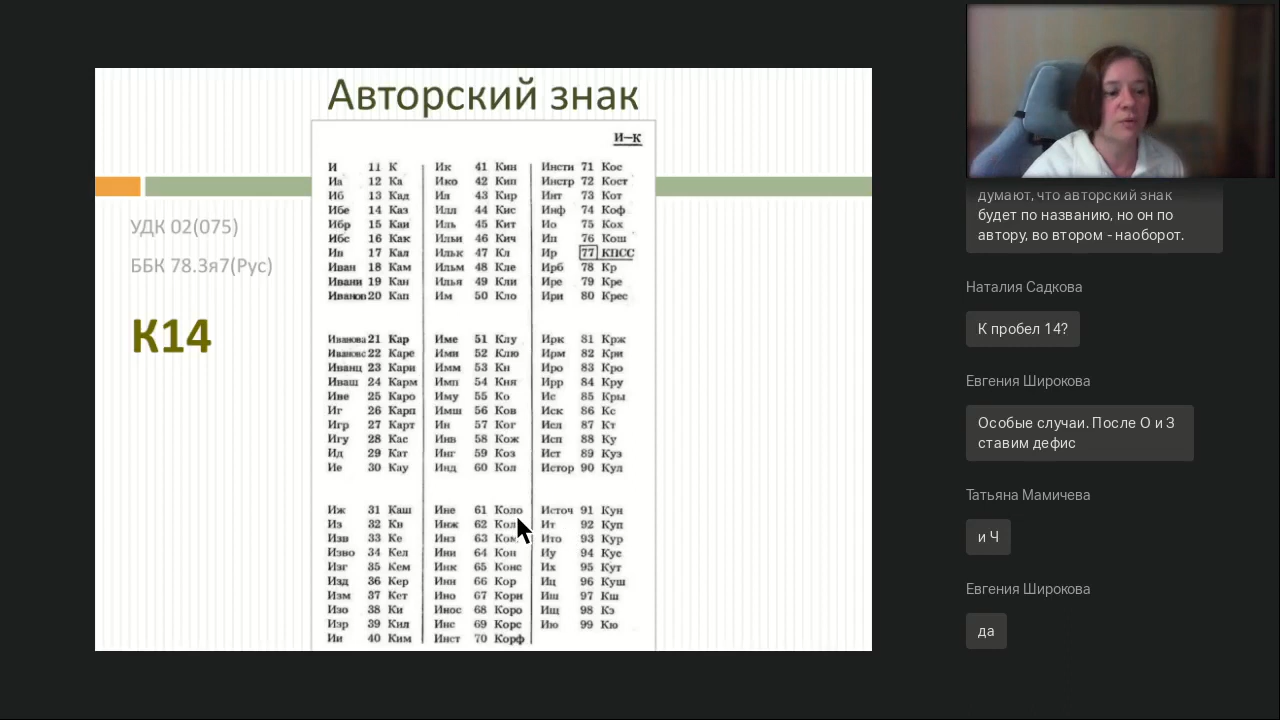 Авторский знак
И—К
УДК 02(075)
ББК 78.3я7(Рус)
К14
И 11 К Ик 41 Кин Инсти 71 Кос
Иа 12 Ка Ико 42 Кип Инстр 72 Кост
Иб 13 Кад Ил 43 Кир Инт 73 Кот
Ибе 14 Каз Илл 44 Кис Инф 74 Коф
Ибр 15 Каи Иль 45 Кит Ио 75 Кох
Ибс 16 Как Ильи 46 Кич Ип 76 Кош
Ив 17 Кал Ильк 47 Кл Ир 77 КПСС
Иван 18 Кам Ильм 48 Кле Ирб 78 Кр
Ивани 19 Кан Илья 49 Кли Ире 79 Кре
Иванов 20 Кап Им 50 Кло Ири 80 Крес
Иванова 21 Кар Име 51 Клу Ирк 81 Крж
22 Каре Ими 52 Клю Ирм 82 Кри
Иванц 23 Кари Имм 53 Кн Иро 83 Кро
Иваш 24 Карм Имп 54 Кня Ирр 84 Кру
Иве 25 Каро Иму 55 Ко Ис 85 Кры
Иг 26 Карп Имш 56 Ков Иск 86 Кс
Игр 27 Карт Ин 57 Ког Исл 87 Кт
Игу 28 Кас Инв 58 Кож Исп 88 Ку
Ид 29 Кат Инг 59 Коз Ист 89 Куз
Ие 30 Кау Инд 60 Кол Истор 90 Кул
Иж 31 Каш Ине 61 Коло Источ 91 Кун
Из 32 Кв Инж 62 Ит 92 Куп
Изв 33 Ке Инз 63 Ито 93 Кур
Изво 34 Кел Ини 64 Кон Иу 94 Кус
Изг 35 Кем Инк 65 Конс Их 95 Кут
Изд 36 Кер Инн 66 Кор Иц 96 Куш
Изм 37 Кет Ино 67 Корн Иш 97 Кш
Изо 38 Ки Инос 68 Коро Ищ 98 Кэ
Изр 39 Кил Инс 69 Корс Ию 99 Кю
Ии 40 Ким Инст 70 Корф
думают, что авторский знак
будет по названию, но он по
автору, во втором - наоборот.
Наталия Садкова
К пробел 14?
Евгения Широкова
Особые случаи. После О и З
ставим дефис
Татьяна Мамичева
и Ч
Евгения Широкова
да